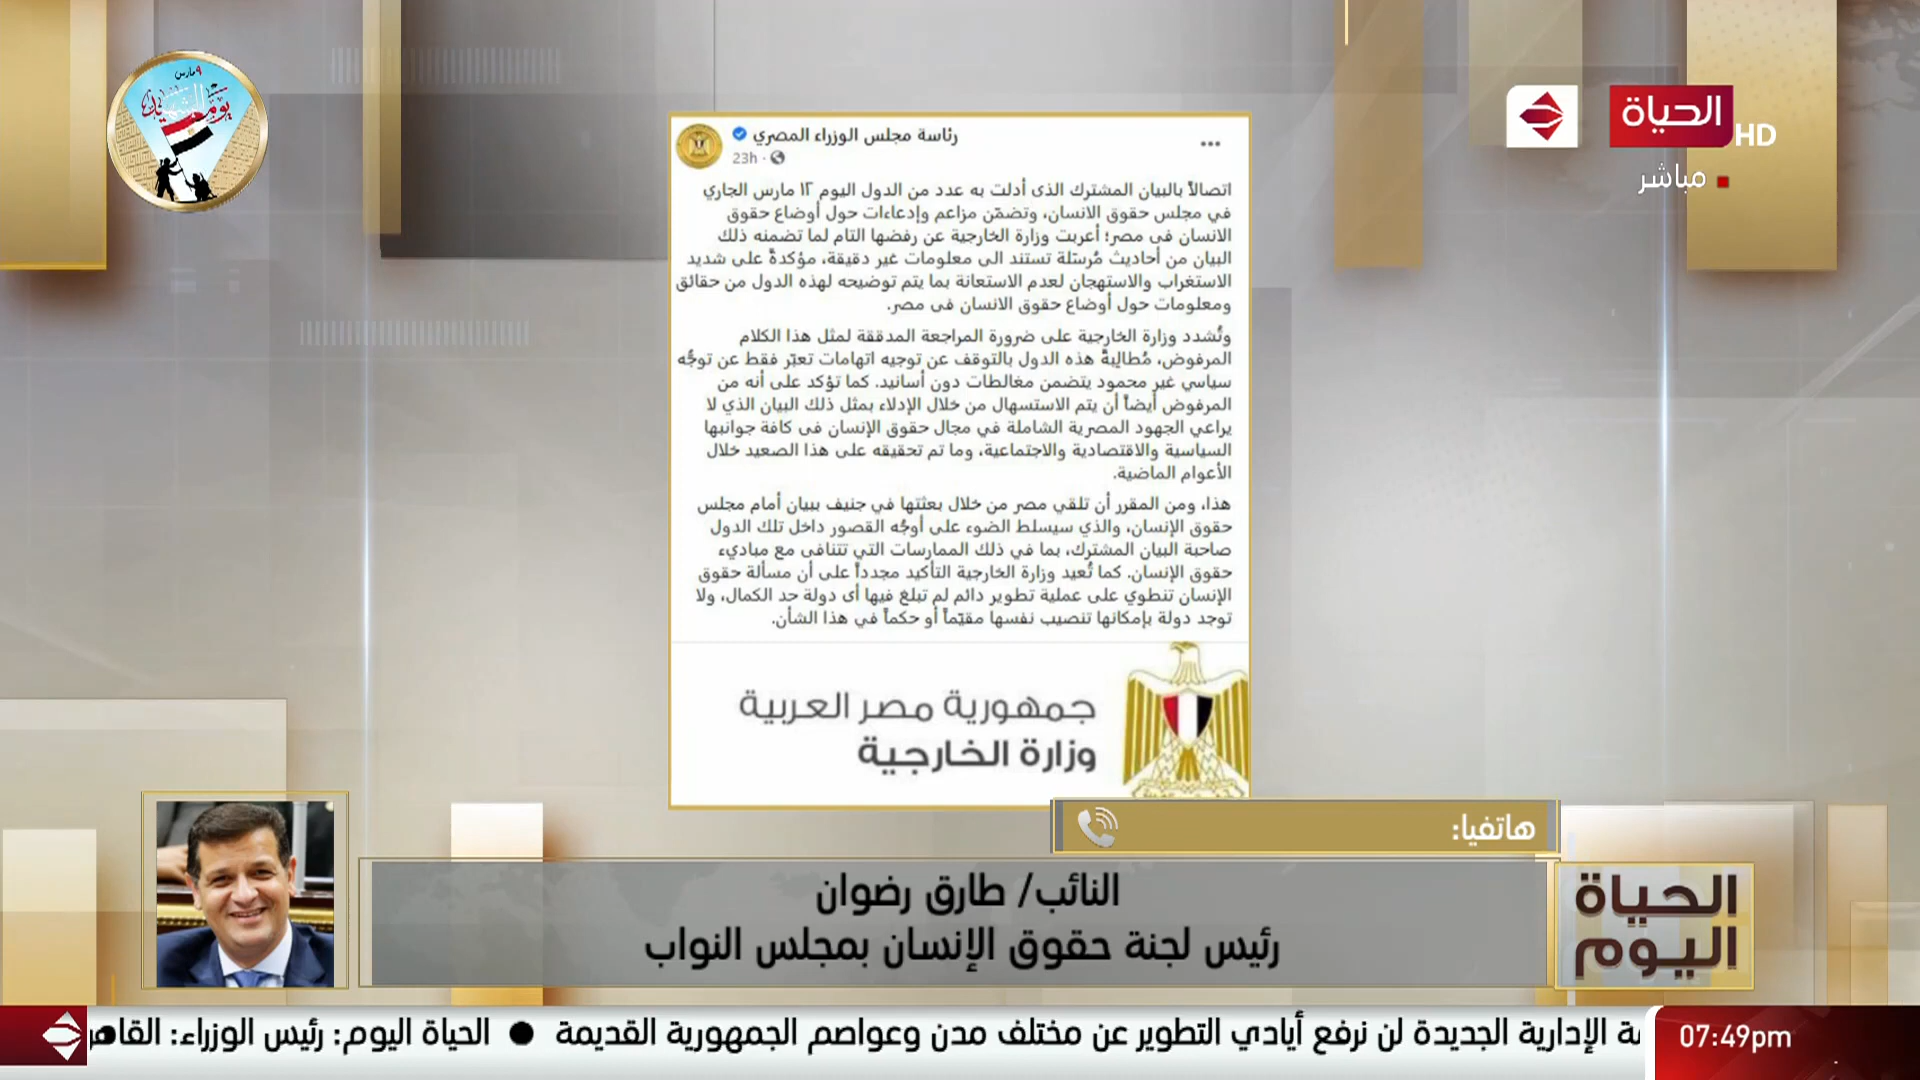 ٩ مارس
يوم الشهيد
الحياة
HD
مباشر
رئاسة مجلس الوزراء المصري
23h
اتصالاً بالبيان المشترك الذى أدلت به عدد من الدول اليوم ١٢ مارس الجاري
في مجلس حقوق الانسان، وتضمّن مزاعم وإدعاءات حول أوضاع حقوق
الانسان فى مصر؛ أعربت وزارة الخارجية عن رفضها التام لما تضمنه ذلك
البيان من أحاديث مُرسَلة تستند الى معلومات غير دقيقة، مؤكدةً على شديد
الاستغراب والاستهجان لعدم الاستعانة بما يتم توضيحه لهذه الدول من حقائق
ومعلومات حول أوضاع حقوق الانسان فى مصر.
وتُشدد وزارة الخارجية على ضرورة المراجعة المدققة لمثل هذا الكلام
المرفوض، مُطالِبةً هذه الدول بالتوقف عن توجيه اتهامات تعبّر فقط عن توجُّه
سياسي غير محمود يتضمن مغالطات دون أسانيد. كما تؤكد على أنه من
المرفوض أيضاً أن يتم الاستسهال من خلال الإدلاء بمثل ذلك البيان الذي لا
يراعي الجهود المصرية الشاملة في مجال حقوق الإنسان فى كافة جوانبها
السياسية والاقتصادية والاجتماعية، وما تم تحقيقه على هذا الصعيد خلال
الأعوام الماضية.
هذا، ومن المقرر أن تلقي مصر من خلال بعثتها في جنيف ببيان أمام مجلس
حقوق الإنسان، والذي سيسلط الضوء على أوجُه القصور داخل تلك الدول
صاحبة البيان المشترك، بما في ذلك الممارسات التي تتنافى مع مباديء
حقوق الإنسان. كما تُعيد وزارة الخارجية التأكيد مجدداً على أن مسألة حقوق
الإنسان تنطوي على عملية تطوير دائم لم تبلغ فيها أى دولة حد الكمال، ولا
توجد دولة بإمكانها تنصيب نفسها مقيّماً أو حكماً في هذا الشأن.
جمهورية مصر العربية
وزارة الخارجية
هاتفيا:
النائب/ طارق رضوان
رئيس لجنة حقوق الإنسان بمجلس النواب
الحياة
اليوم
ة الإدارية الجديدة لن نرفع أيادي التطوير عن مختلف مدن وعواصم الجمهورية القديمة ● الحياة اليوم: رئيس الوزراء:
07:49pm